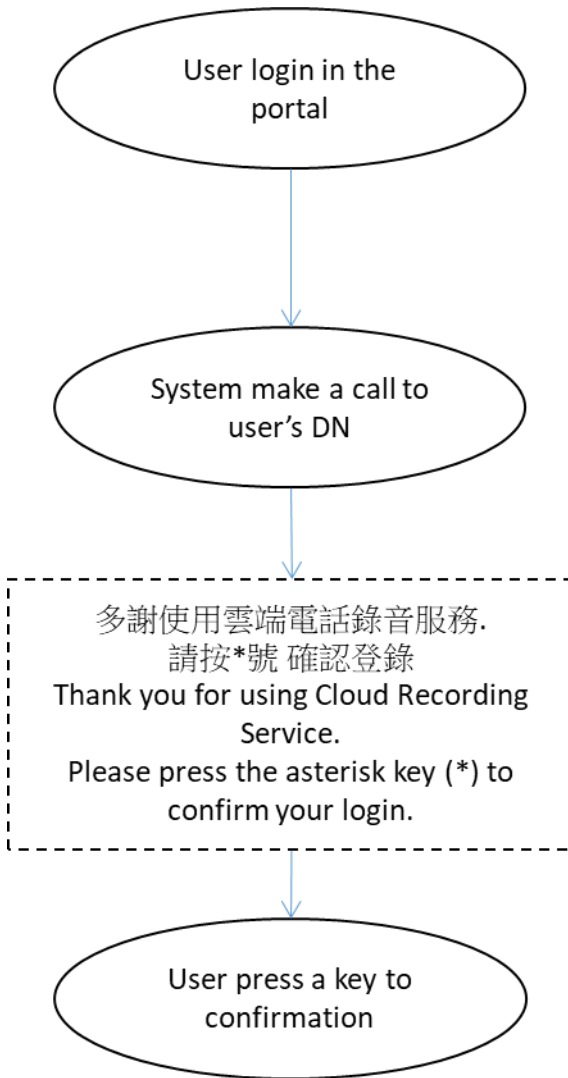 User login in the
portal
System make a call to
user’s DN
多謝使用雲端電話錄音服務.
請按*號 確認登錄
Thank you for using Cloud Recording
Service.
Please press the asterisk key (*) to
confirm your login.
User press a key to
confirmation